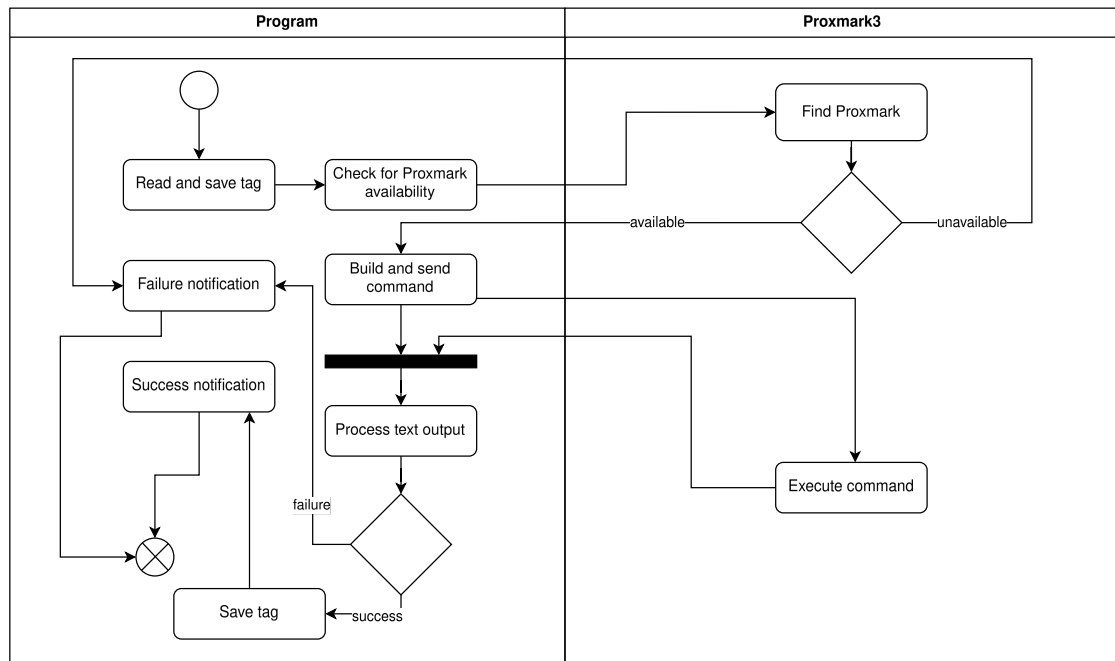 Program
Proxmark3
Find Proxmark
Read and save tag
Check for Proxmark
availability
available
unavailable
Build and send
command
Failure notification
Success notification
Process text output
Execute command
failure
Save tag
success